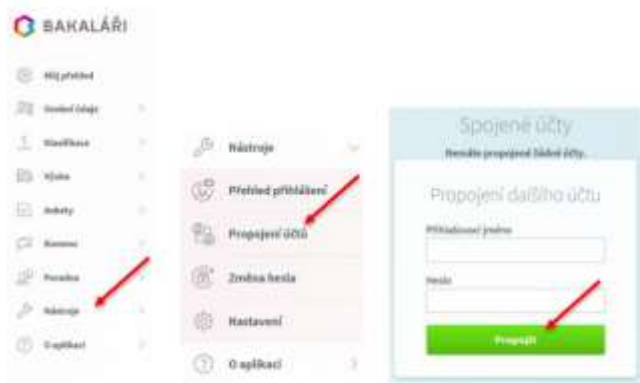 BAKALÁŘI
Můj přehled
Osobní údaje
Klasifikace
Výuka
Ankety
Komens
Poradna
Nástroje
O aplikaci
Nástroje
Přehled přihlášení
Propojení účtů
Změna hesla
Nastavení
O aplikaci
Spojené účty
Nemáte propojené žádné účty.
Propojení dalšího účtu
Přihlašovací jméno
Heslo
Propojit